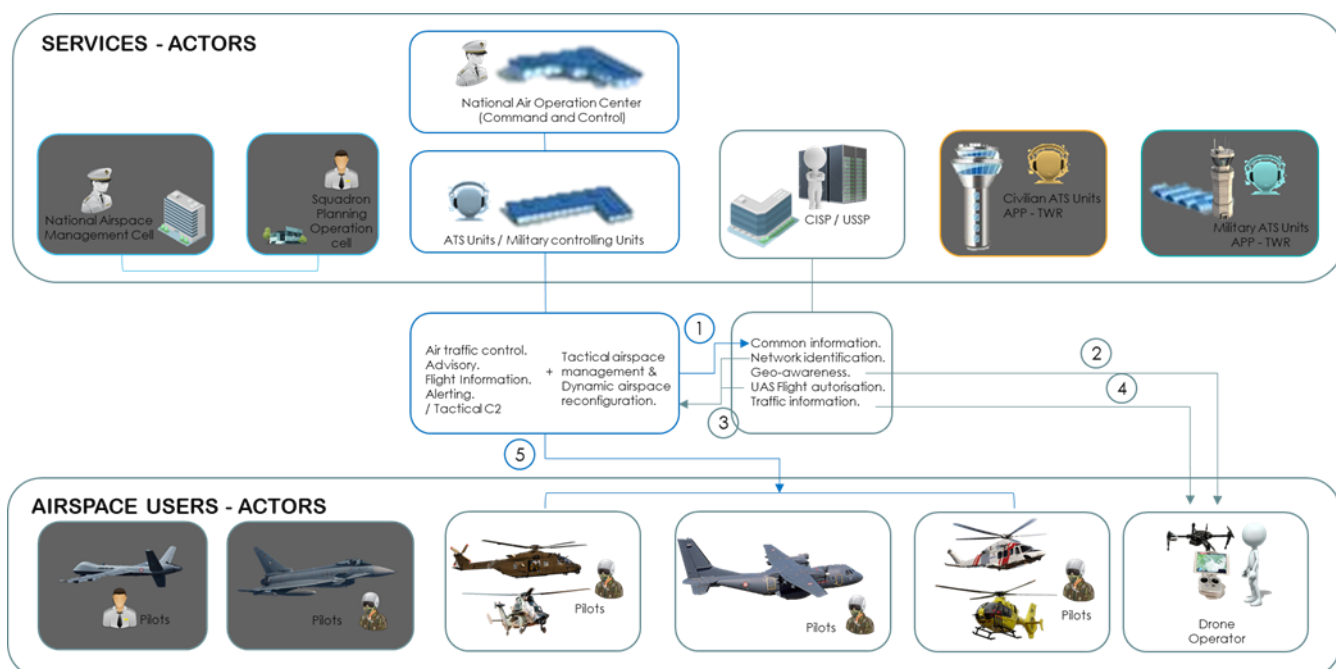 SERVICES - ACTORS
National Air Operation Center
(Command and Control)
National Airspace
Management Cell
Squadron
Planning
Operation
cell
ATS Units / Military controlling Units
CISP / USSP
Civilian ATS Units
APP - TWR
Military ATS Units
APP - TWR
Air traffic control.
Advisory.
Flight Information.
Alerting.
/ Tactical C2
+
Tactical airspace
management &
Dynamic airspace
reconfiguration.
1
Common information.
Network identification.
Geo-awareness.
UAS Flight autorisation.
Traffic information.
2
4
3
5
AIRSPACE USERS - ACTORS
Pilots
Pilots
Pilots
Pilots
Pilots
Drone
Operator